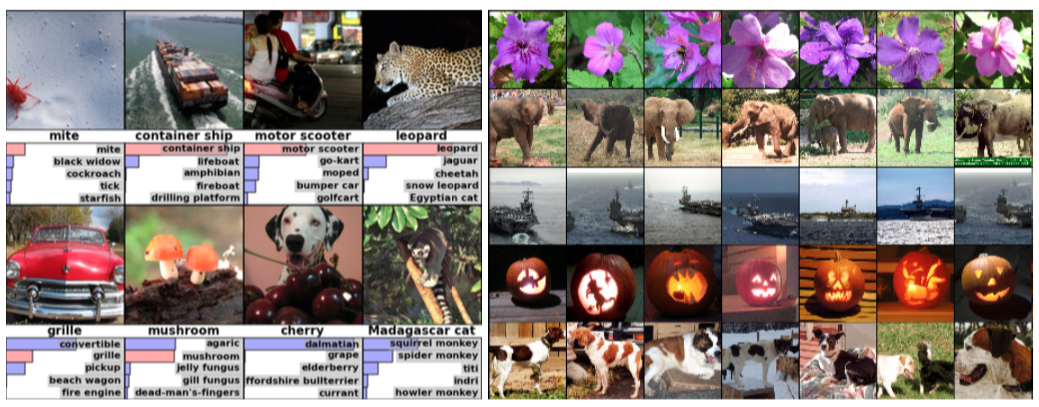 mite
container ship
motor scooter
leopard
mite
black widow
cockroach
tick
starfish
container ship
lifeboat
amphibian
fireboat
drilling platform
motor scooter
go-kart
moped
bumper car
golfcart
leopard
jaguar
cheetah
snow leopard
Egyptian cat
grille
mushroom
cherry
Madagascar cat
convertible
grille
pickup
beach wagon
fire engine
agaric
mushroom
jelly fungus
gill fungus
dead-man's-fingers
dalmatian
grape
elderberry
ffordshire bullterrier
currant
squirrel monkey
spider monkey
titi
indri
howler monkey